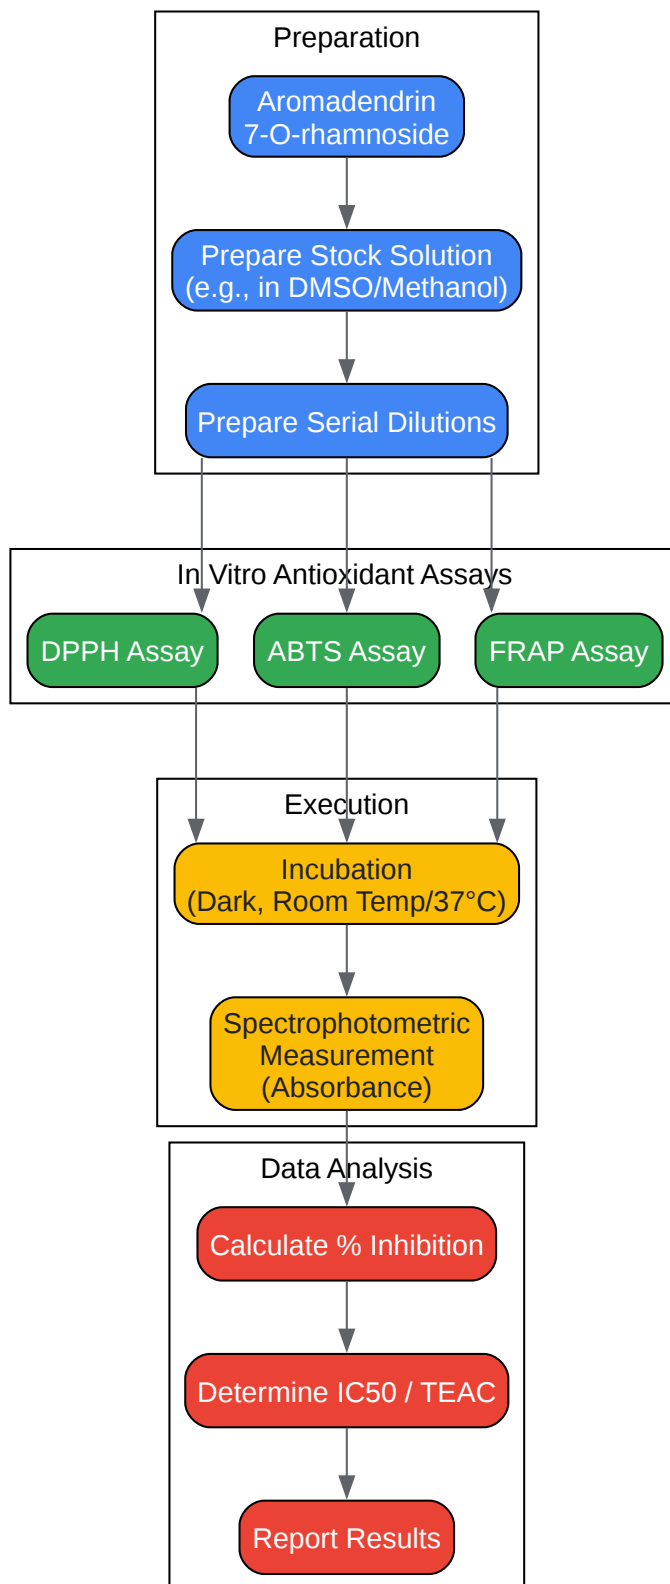 Preparation
Aromadendrin
7-O-rhamnoside
Prepare Stock Solution
(e.g., in DMSO/Methanol)
Prepare Serial Dilutions
In Vitro Antioxidant Assays
DPPH Assay
ABTS Assay
FRAP Assay
Execution
Incubation
(Dark, Room Temp/37°C)
Spectrophotometric
Measurement
(Absorbance)
Data Analysis
Calculate % Inhibition
Determine IC50 / TEAC
Report Results